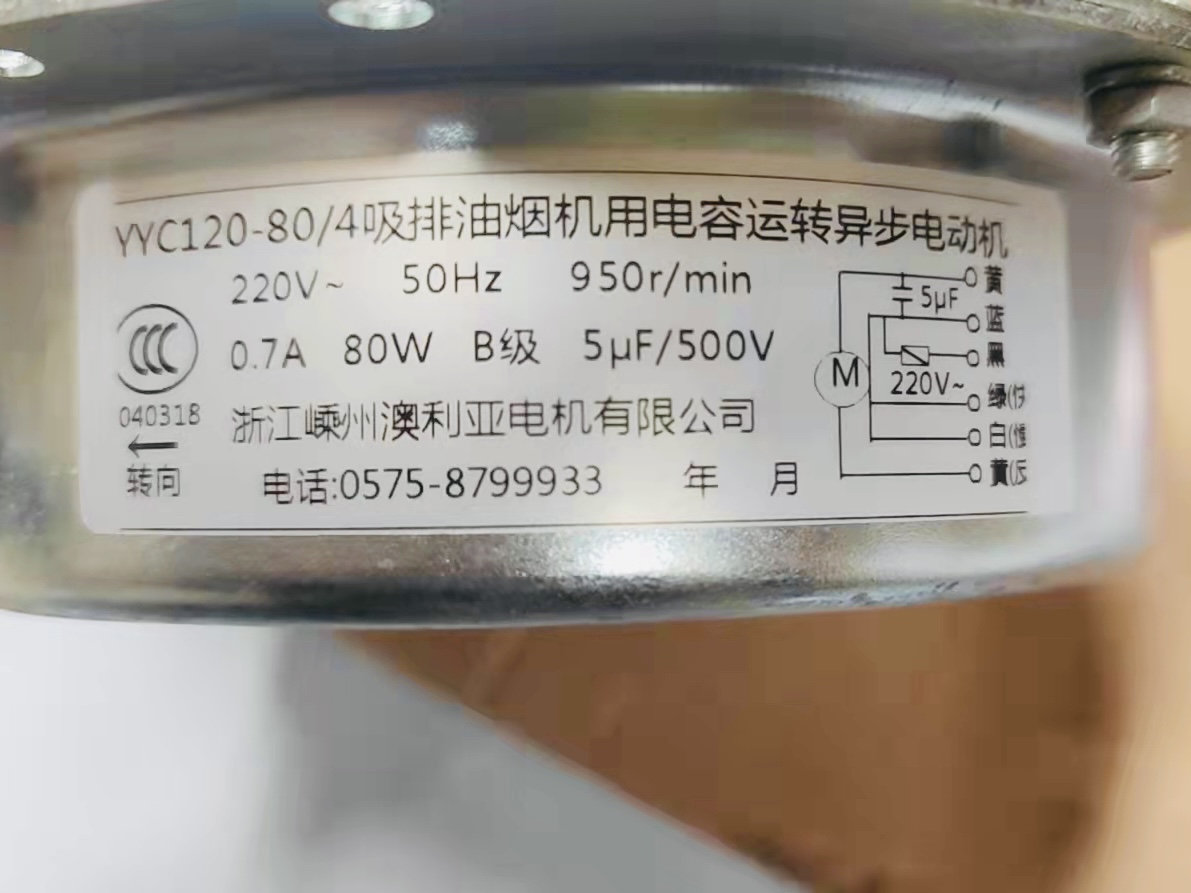 YYC120-80/4吸排油烟机用电容运转异步电动机
220V~ 50Hz 950r/min
0.7A 80W B级 5μF/500V
040318
浙江嵊州澳利亚电机有限公司
转向
电话:0575-8799933 年 月
黄
5μF
蓝
黑
M
220V~
绿(
白(
黄(反